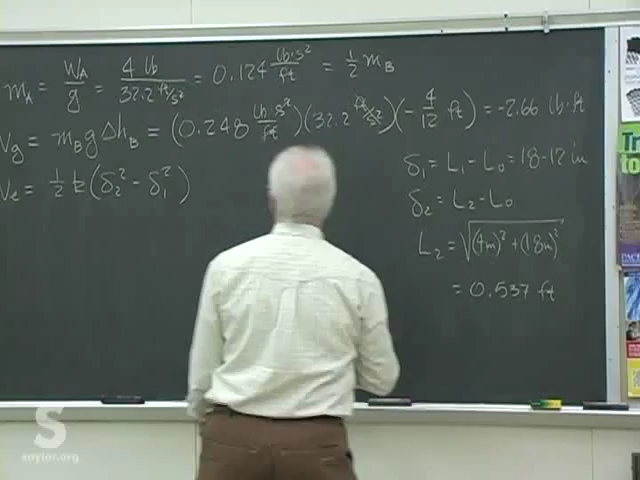 m_A = W_A/g = 4 lb / 32.2 ft/s² = 0.124 lb·s²/ft = 1/2 m_B
V_g = m_B g Δh_B = (0.248 lb·s²/ft)(32.2 ft/s²)(-4/12 ft) = -2.66 lb·ft
V_e = 1/2 k (δ₂² - δ₁²)
δ₁ = L₁ - L₀ = 18-12 in
δ₂ = L₂ - L₀
L₂ = √((4in)² + (18in)²)
= 0.537 ft
S
saylor.org